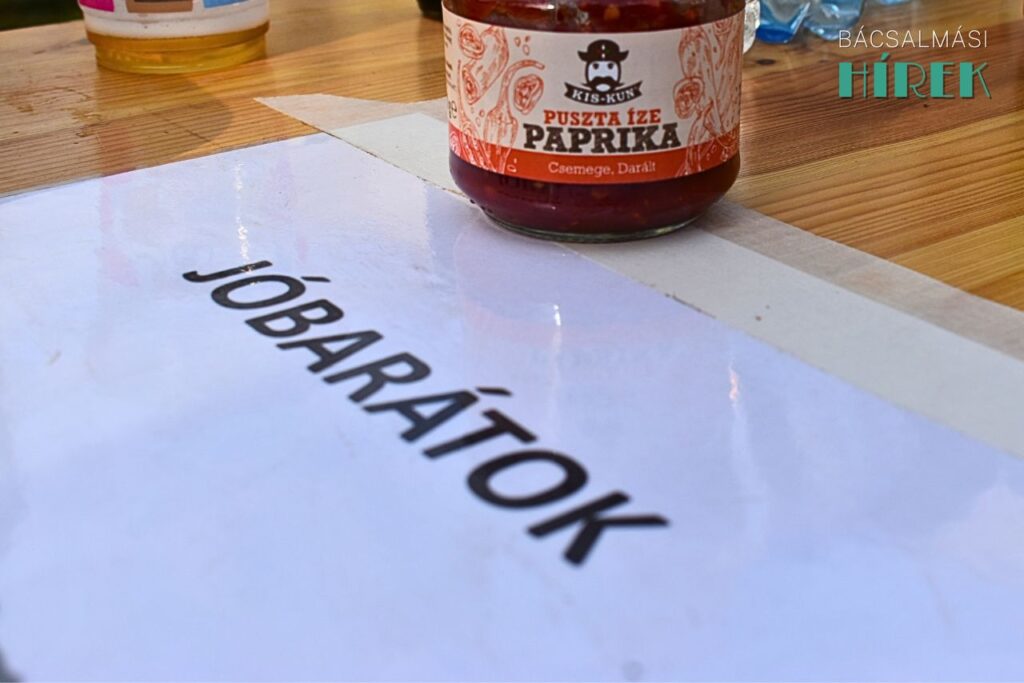 BÁCSALMÁSI
HÍREK
KIS-KUN
PUSZTA ÍZE
PAPRIKA
Csemege, Darált
JÓBARÁTOK